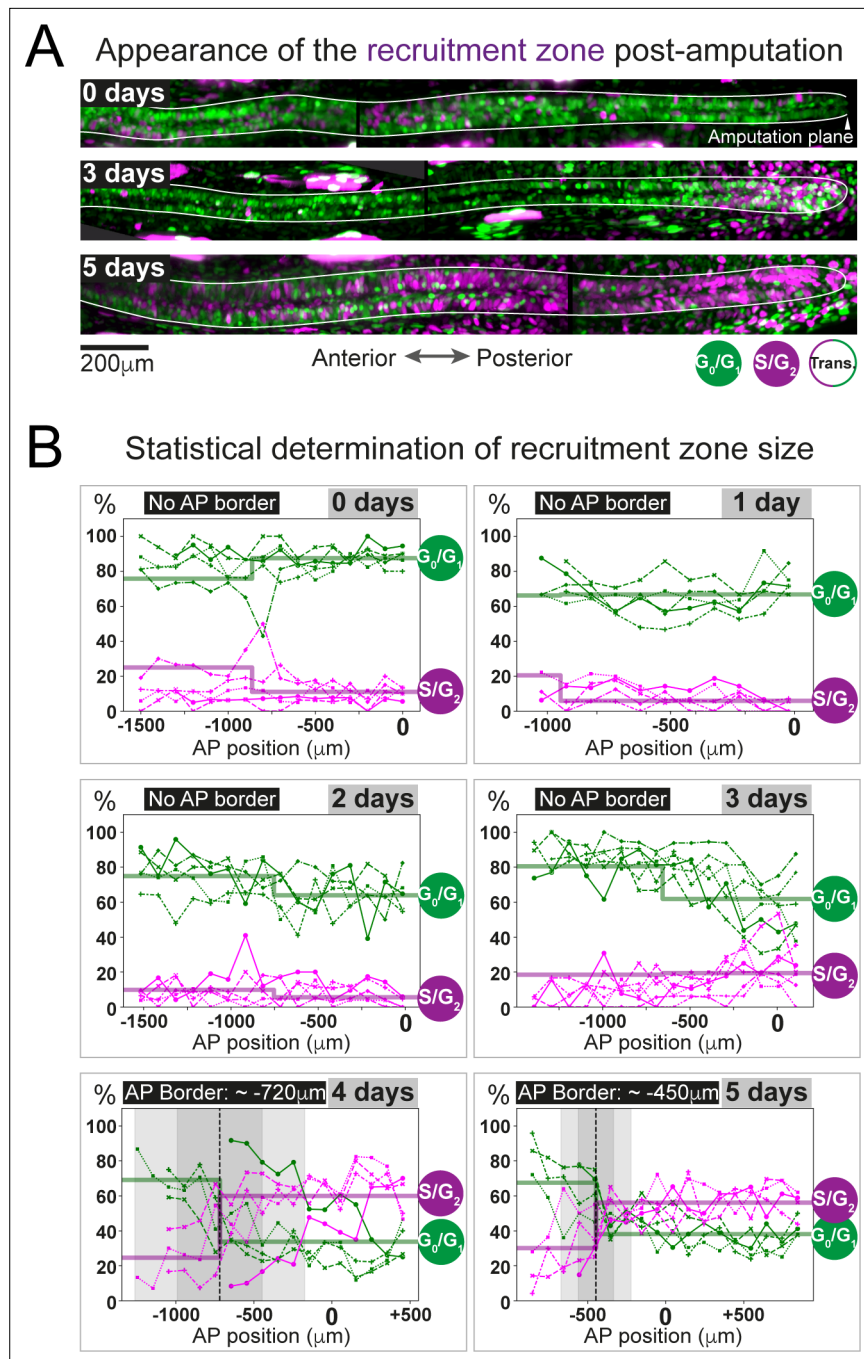 A Appearance of the recruitment zone post-amputation
0 days
Amputation plane
3 days
5 days
200μm
Anterior Posterior
G₀/G₁ S/G₂ Trans.
B Statistical determination of recruitment zone size
% No AP border 0 days
100
80
60
40
20
0
G₀/G₁
S/G₂
-1500 -1000 -500 0
AP position (μm)
% No AP border 1 day
100
80
60
40
20
0
G₀/G₁
S/G₂
-500 0
AP position (μm)
% No AP border 2 days
100
80
60
40
20
0
G₀/G₁
S/G₂
-1500 -1000 -500 0
AP position (μm)
% No AP border 3 days
100
80
60
40
20
0
G₀/G₁
S/G₂
-1000 -500 0
AP position (μm)
% AP Border: ~ -720μm 4 days
100
80
60
40
20
0
S/G₂
G₀/G₁
-1000 -500 0 +500
AP position (μm)
% AP Border: ~ -450μm 5 days
100
80
60
40
20
0
S/G₂
G₀/G₁
-500 0 +500
AP position (μm)